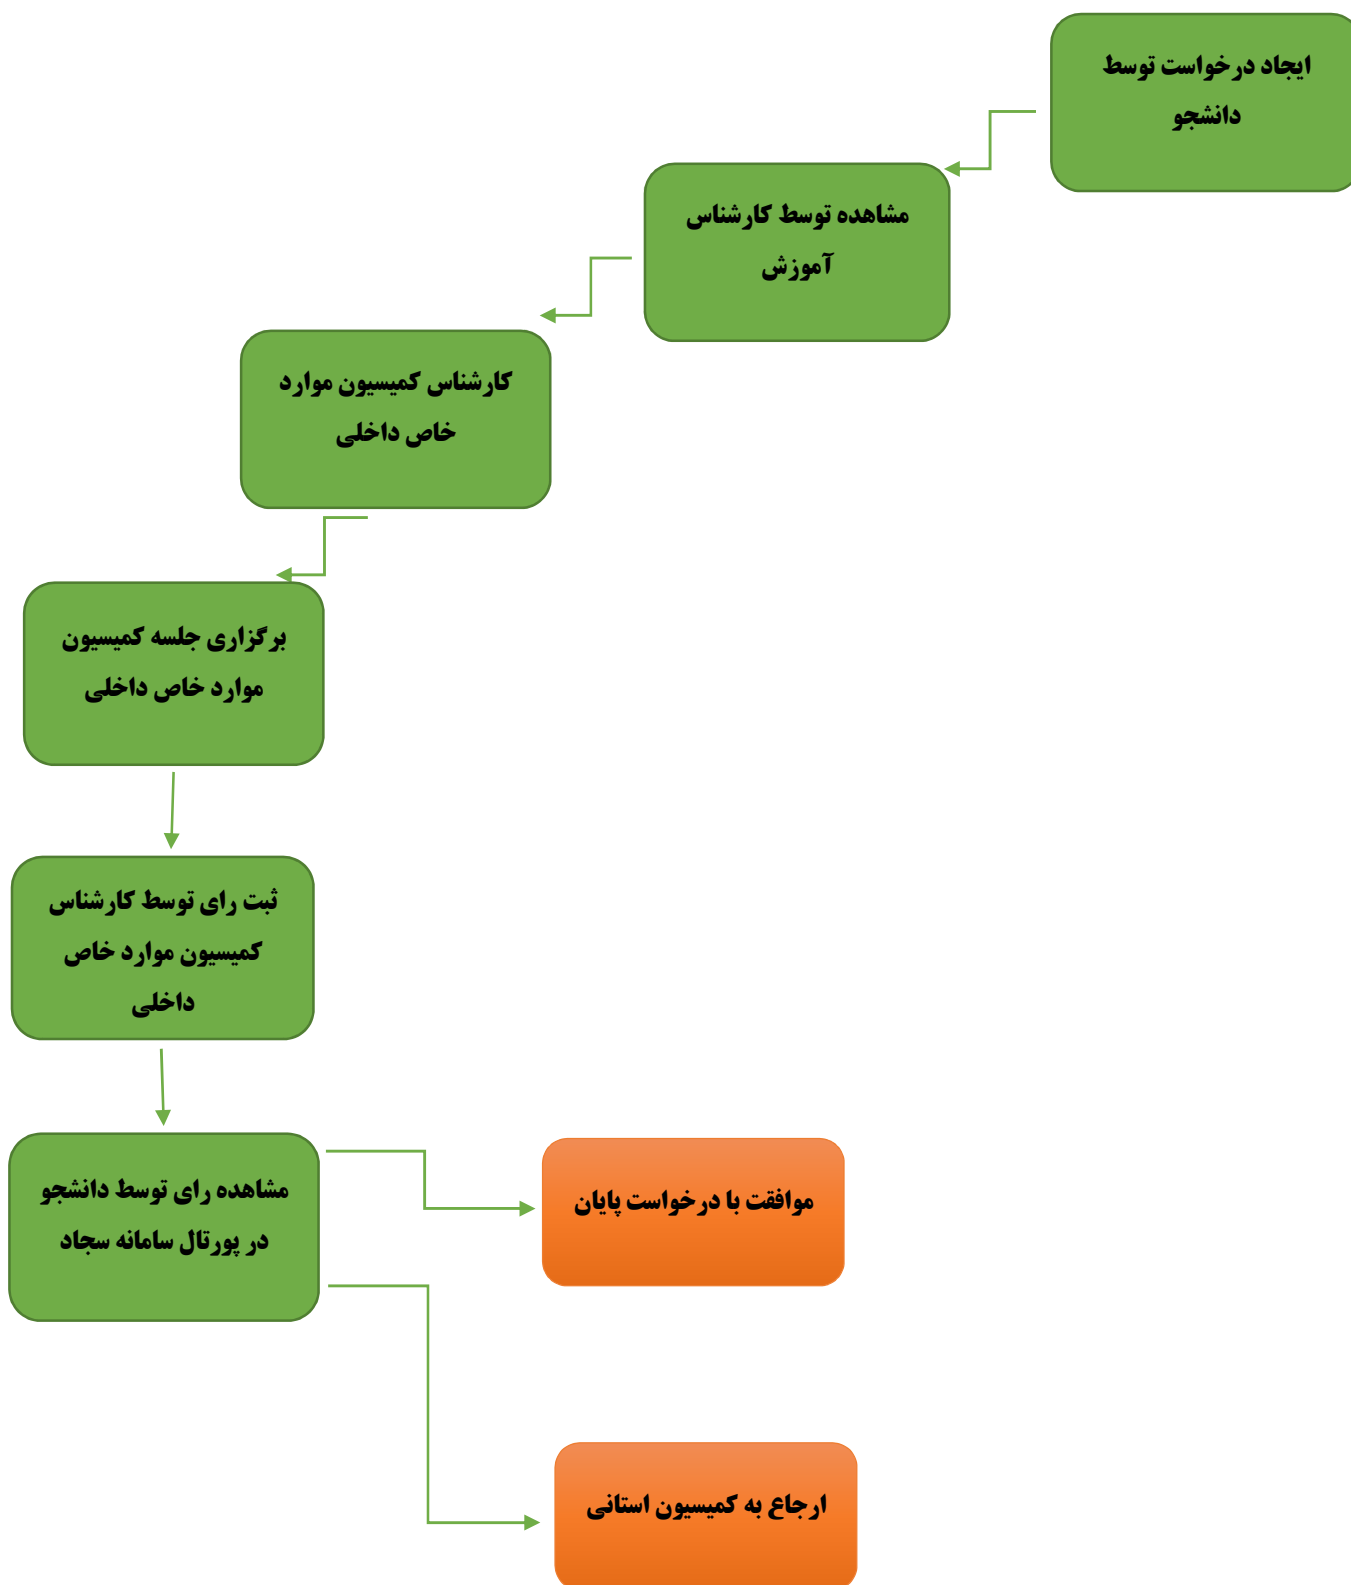 ایجاد درخواست توسط
دانشجو
مشاهده توسط کارشناس
آموزش
کارشناس کمیسیون موارد
خاص داخلی
برگزاری جلسه کمیسیون
موارد خاص داخلی
ثبت رای توسط کارشناس
کمیسیون موارد خاص
داخلی
مشاهده رای توسط دانشجو
در پورتال سامانه سجاد
موافقت با درخواست پایان
ارجاع به کمیسیون استانی